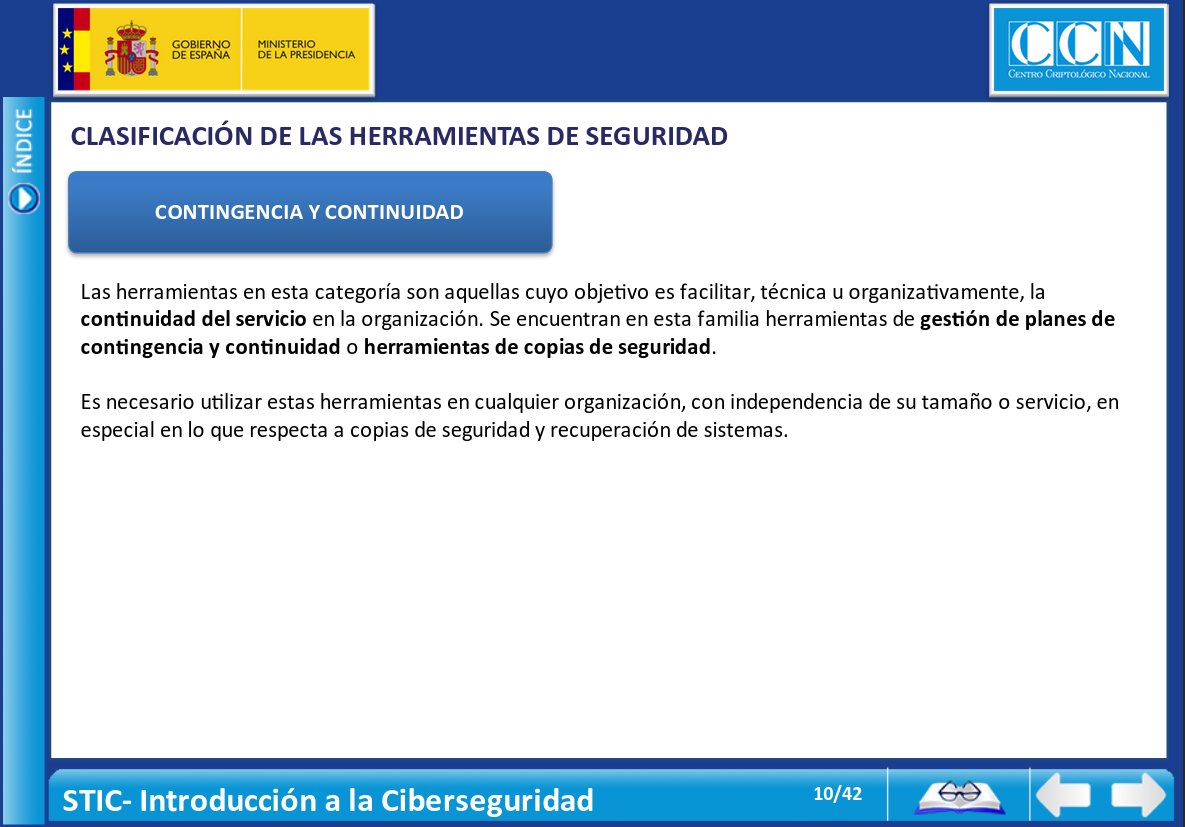 GOBIERNO
DE ESPAÑA
MINISTERIO
DE LA PRESIDENCIA
CCN
CENTRO CRIPTOLÓGICO NACIONAL
ÍNDICE
CLASIFICACIÓN DE LAS HERRAMIENTAS DE SEGURIDAD
CONTINGENCIA Y CONTINUIDAD
Las herramientas en esta categoría son aquellas cuyo objetivo es facilitar, técnica u organizativamente, la
continuidad del servicio en la organización. Se encuentran en esta familia herramientas de gestión de planes de
contingencia y continuidad o herramientas de copias de seguridad.
Es necesario utilizar estas herramientas en cualquier organización, con independencia de su tamaño o servicio, en
especial en lo que respecta a copias de seguridad y recuperación de sistemas.
STIC- Introducción a la Ciberseguridad
10/42